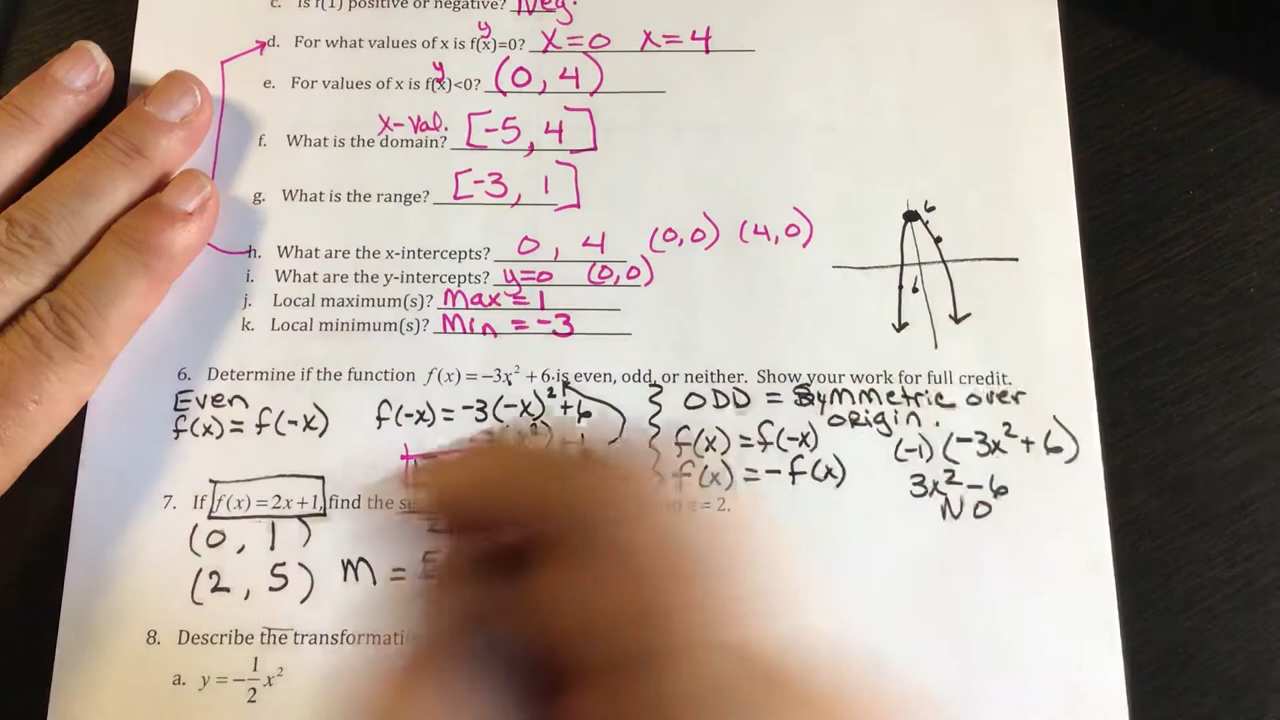 c. Is f(1) positive or negative? Neg.
y
d. For what values of x is f(x)=0? X=0 X=4
y
e. For values of x is f(x)<0? (0, 4)
X-Val.
f. What is the domain? [-5, 4]
g. What is the range? [-3, 1]
6
h. What are the x-intercepts? 0, 4 (0,0) (4,0)
i. What are the y-intercepts? y=0 (0,0)
j. Local maximum(s)? Max = 1
k. Local minimum(s)? Min = -3
6. Determine if the function f(x)=−3x²+6 is even, odd, or neither. Show your work for full credit.
Even
f(x)=f(-x)
f(-x)=-3(-x)²+6
ODD = Symmetric over
origin.
f(x)=f(-x)
f(x)=-f(x)
(-1)(-3x²+6)
3x²-6
NO
7. If f(x)=2x+1, find the = 2.
(0, 1)
(2, 5) m =
8. Describe the
a. y=−1/2 x²